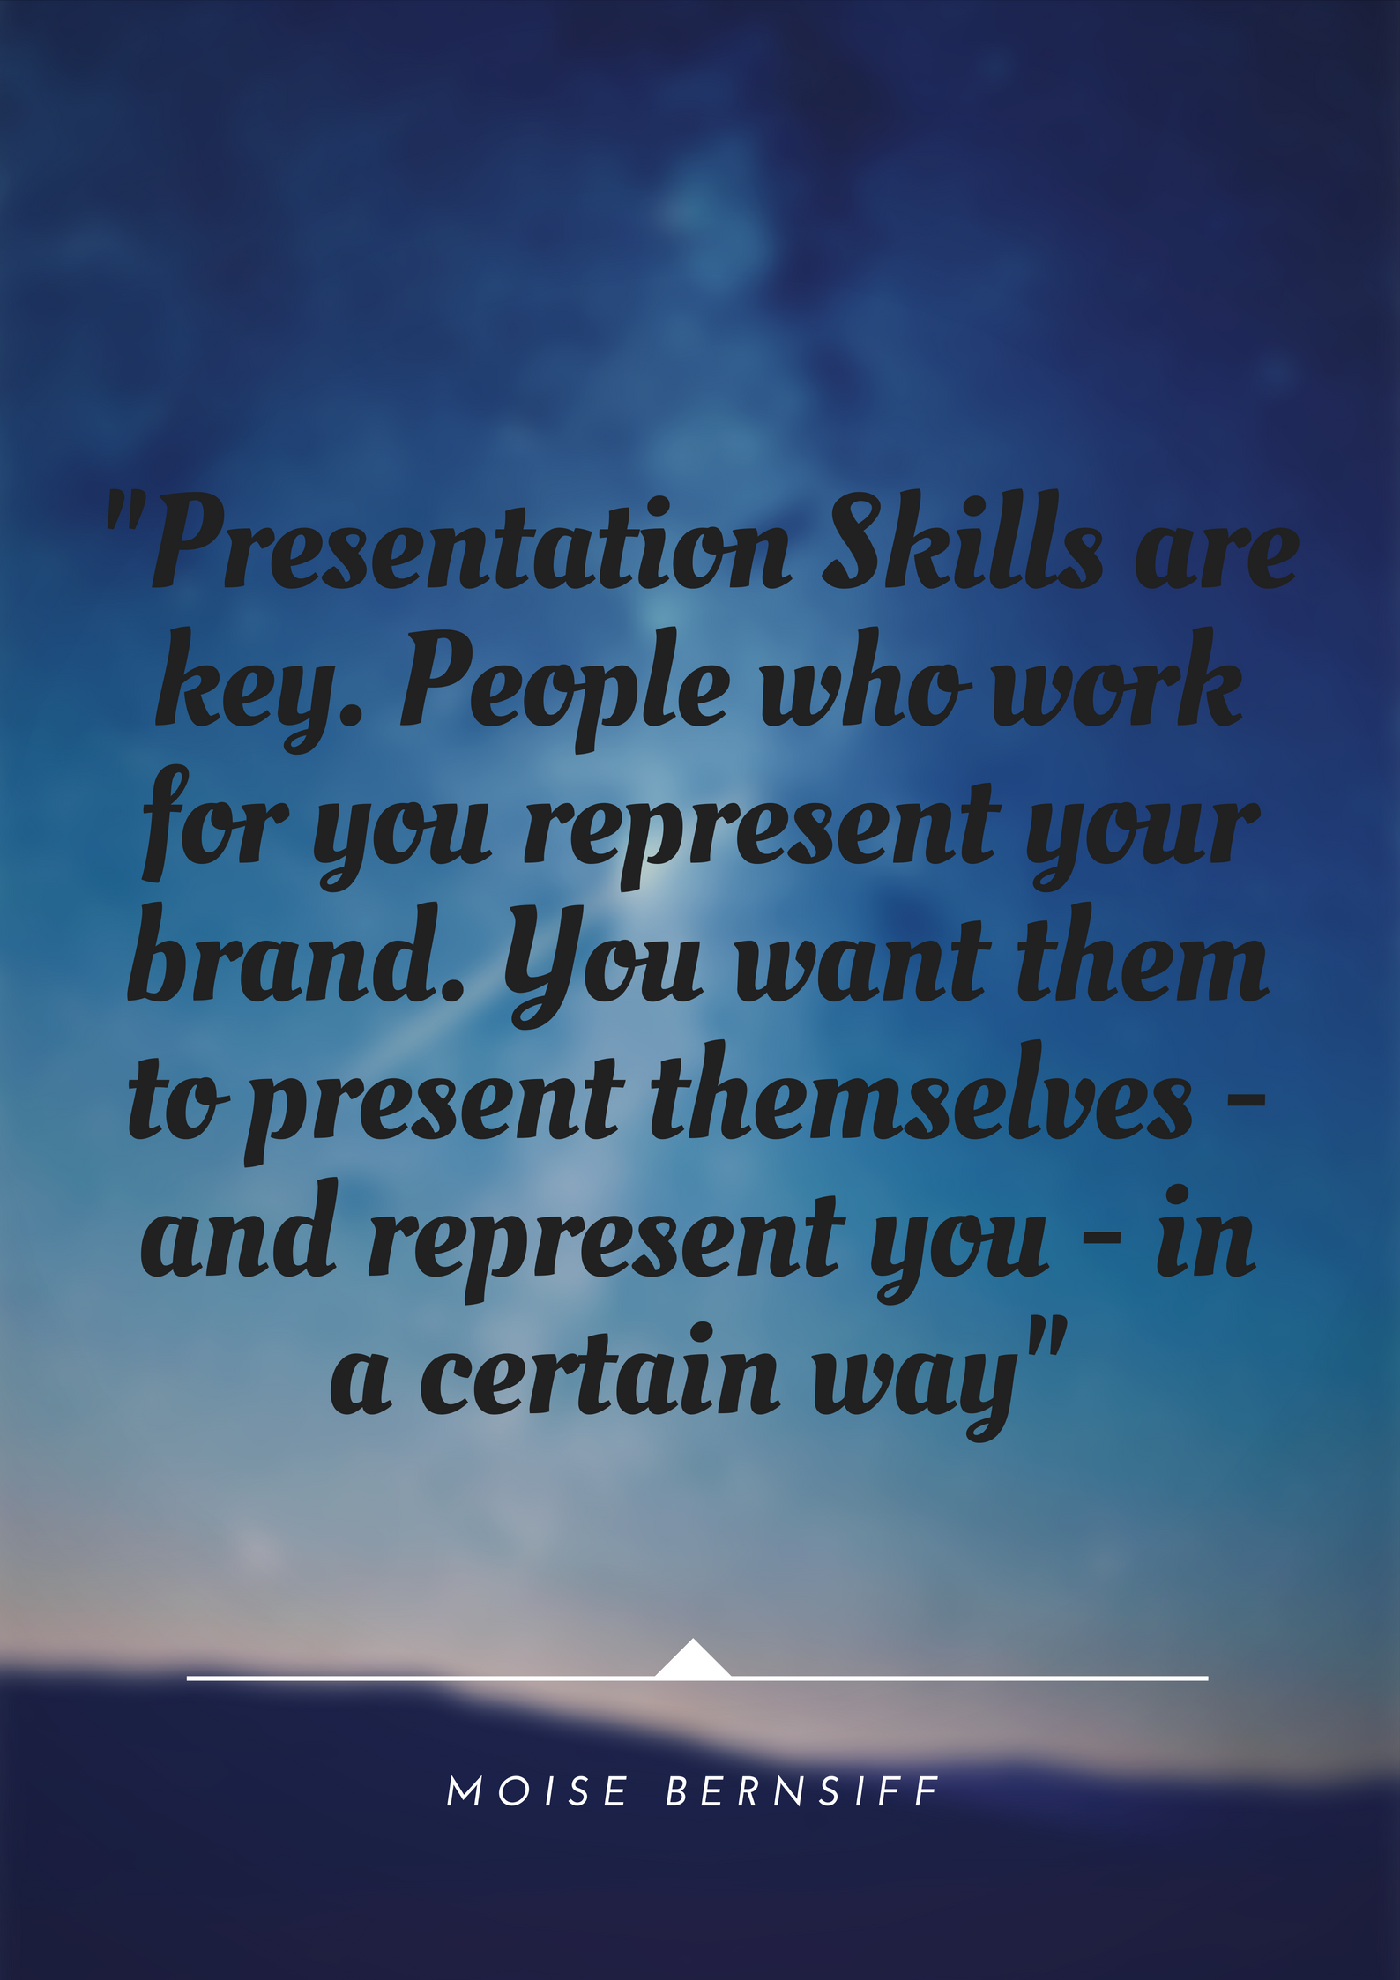 "Presentation Skills are
key. People who work
for you represent your
brand. You want them
to present themselves -
and represent you - in
a certain way"
MOISE BERNSIFF